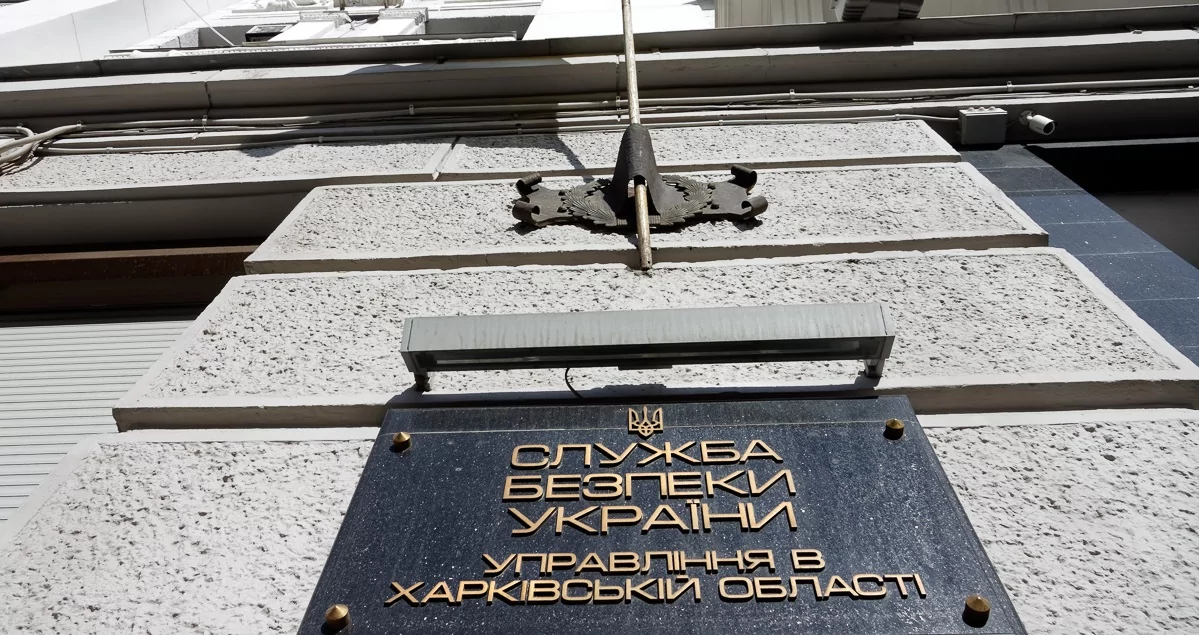 СЛУЖБА
БЕЗПЕКИ
УКРАЇНИ
УПРАВЛІННЯ В
ХАРКІВСЬКІЙ ОБЛАСТІ